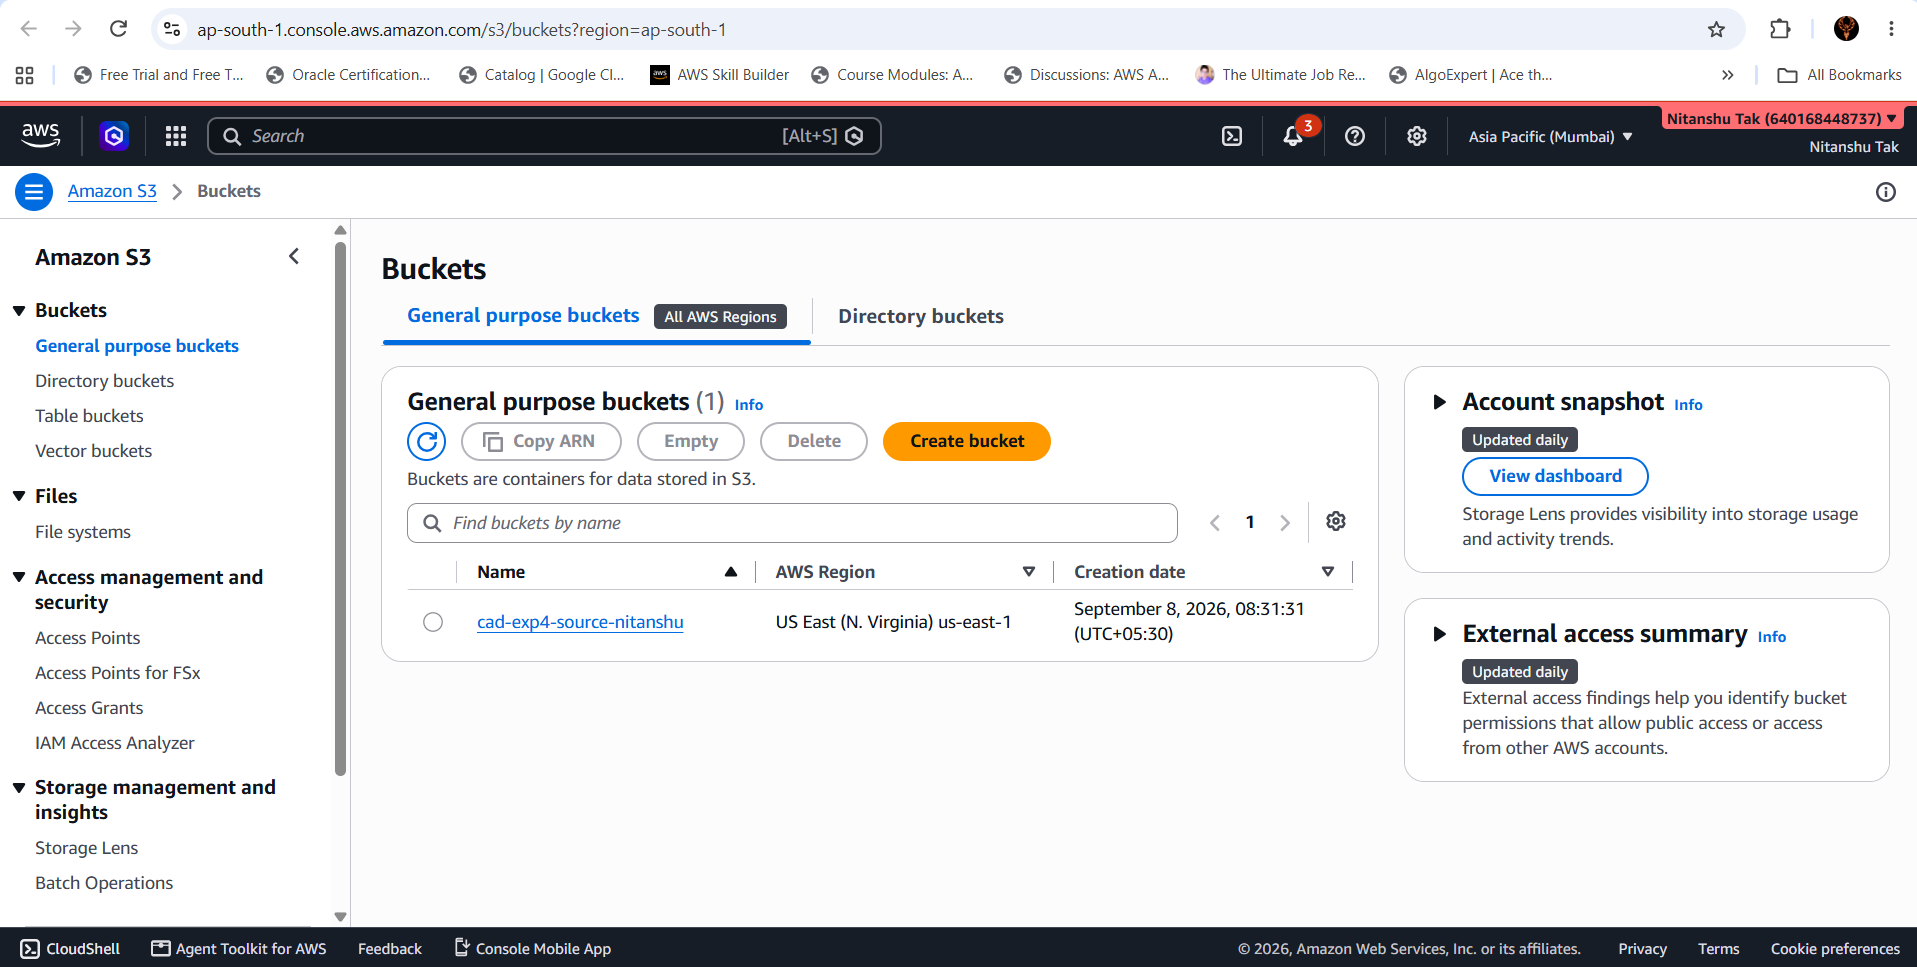 ap-south-1.console.aws.amazon.com/s3/buckets?region=ap-south-1
Free Trial and Free T...
Oracle Certification...
Catalog | Google Cl...
aws
AWS Skill Builder
Course Modules: A...
Discussions: AWS A...
The Ultimate Job Re...
AlgoExpert | Ace th...
All Bookmarks
aws
Search
[Alt+S]
3
Asia Pacific (Mumbai)
Nitanshu Tak (640168448737)
Nitanshu Tak
Amazon S3
Buckets
Amazon S3
Buckets
General purpose buckets
Directory buckets
Table buckets
Vector buckets
Files
File systems
Access management and
security
Access Points
Access Points for FSx
Access Grants
IAM Access Analyzer
Storage management and
insights
Storage Lens
Batch Operations
Buckets
General purpose buckets
All AWS Regions
Directory buckets
General purpose buckets (1) Info
Copy ARN
Empty
Delete
Create bucket
Buckets are containers for data stored in S3.
Find buckets by name
1
Name
AWS Region
Creation date
cad-exp4-source-nitanshu
US East (N. Virginia) us-east-1
September 8, 2026, 08:31:31
(UTC+05:30)
Account snapshot Info
Updated daily
View dashboard
Storage Lens provides visibility into storage usage
and activity trends.
External access summary Info
Updated daily
External access findings help you identify bucket
permissions that allow public access or access
from other AWS accounts.
CloudShell
Agent Toolkit for AWS
Feedback
Console Mobile App
© 2026, Amazon Web Services, Inc. or its affiliates.
Privacy
Terms
Cookie preferences